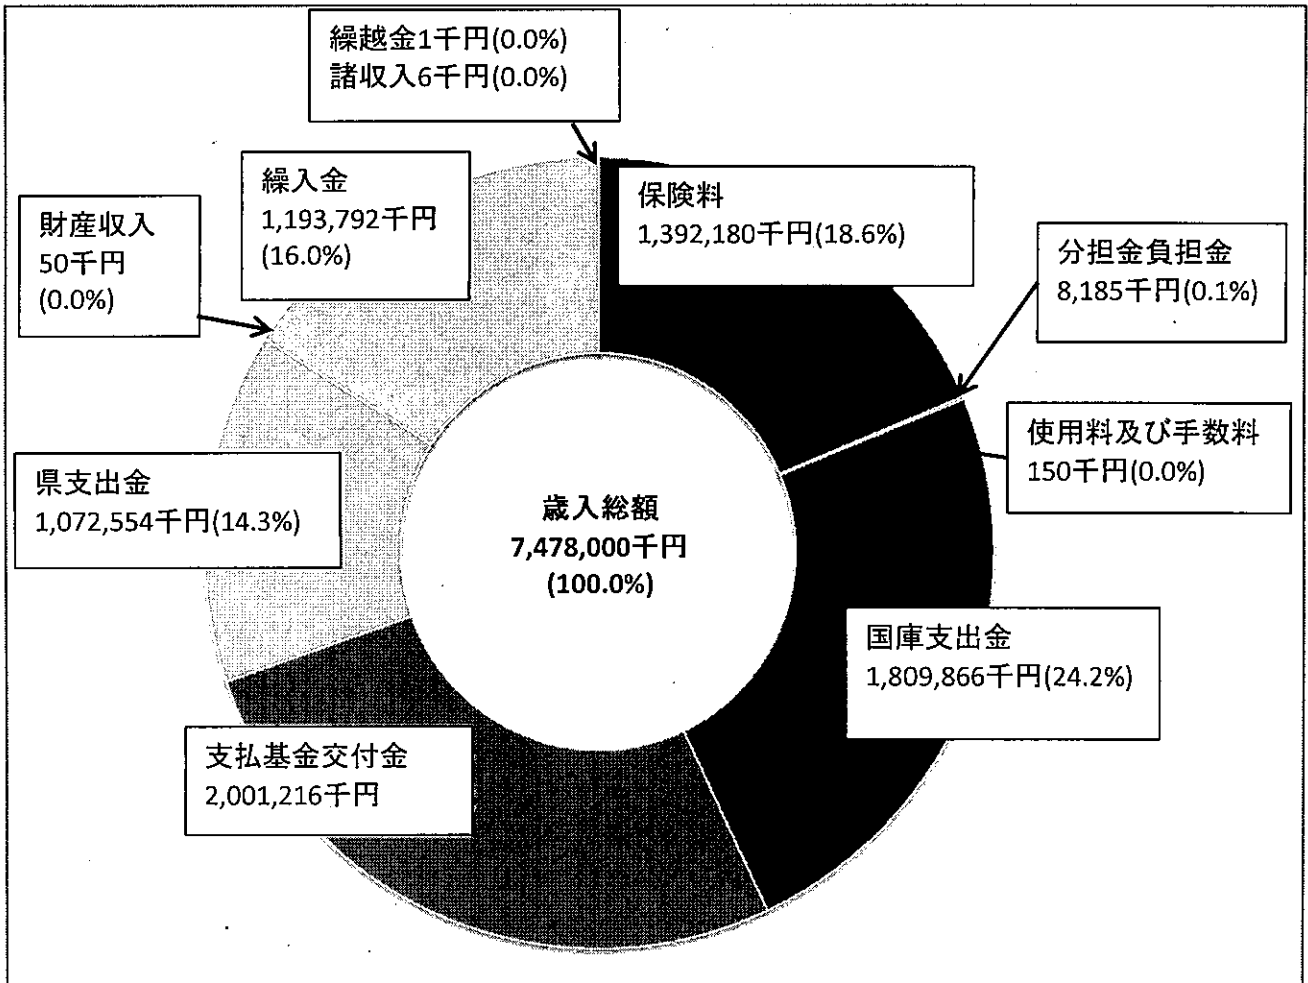 繰越金1千円(0.0%)
諸収入6千円(0.0%)
繰入金
1,193,792千円
(16.0%)
保険料
1,392,180千円(18.6%)
財産収入
50千円
(0.0%)
分担金負担金
8,185千円(0.1%)
使用料及び手数料
150千円(0.0%)
県支出金
1,072,554千円(14.3%)
歳入総額
7,478,000千円
(100.0%)
国庫支出金
1,809,866千円(24.2%)
支払基金交付金
2,001,216千円